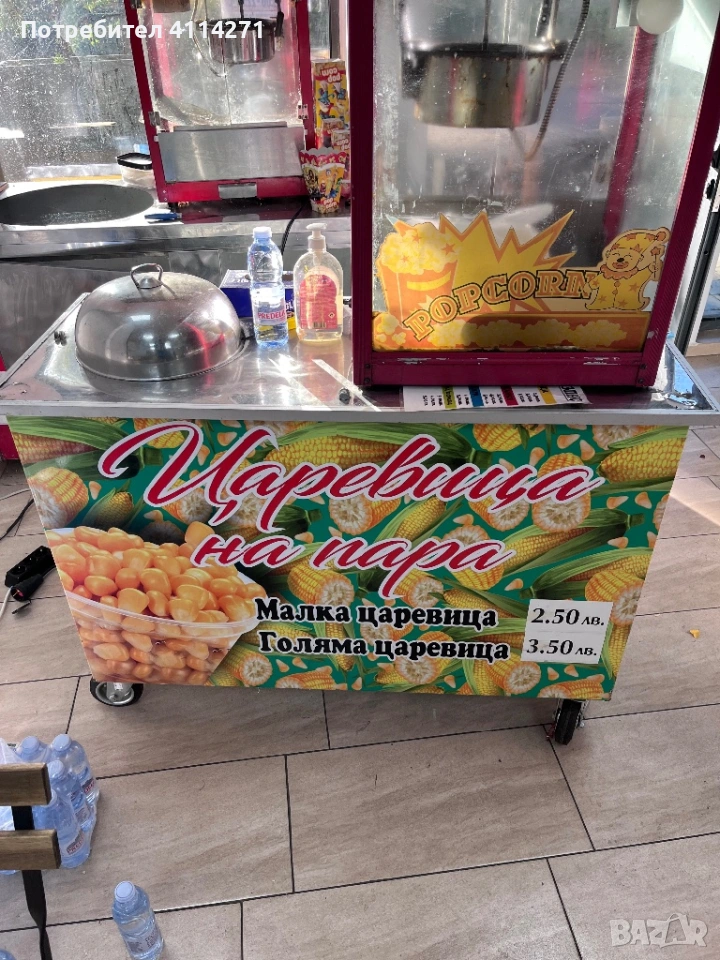 Потребител 4114271
POPCORN
Царевица
на пара
Малка царевица 2.50 лв.
Голяма царевица 3.50 лв.
BAZAR